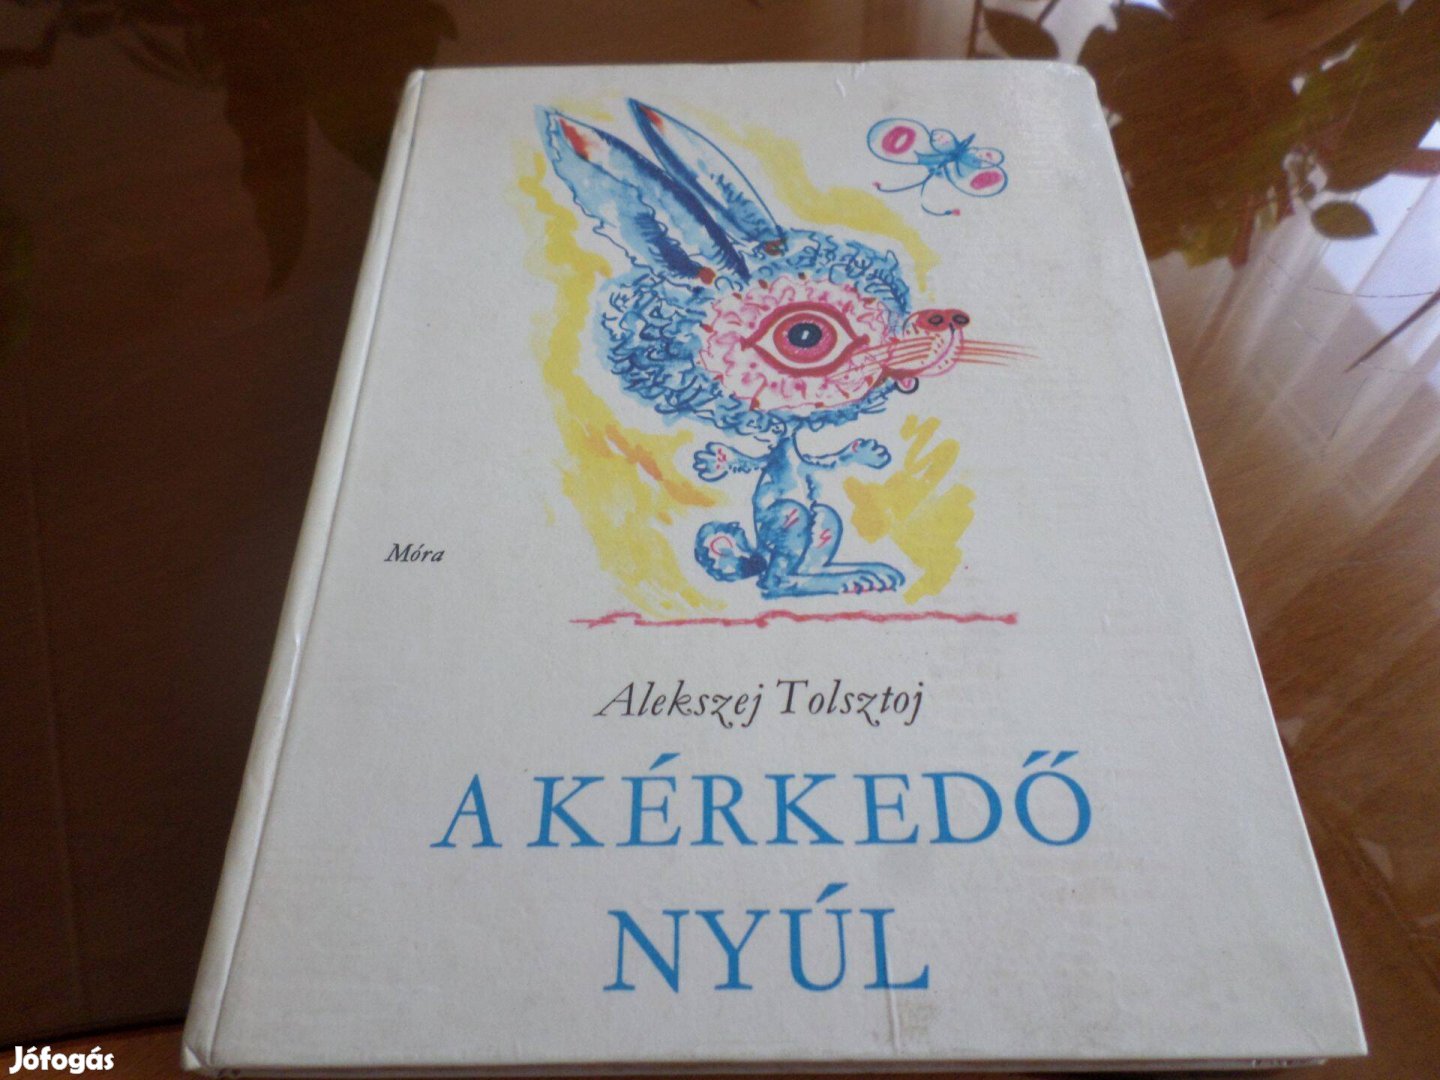 Móra
Alekszej Tolsztoj
A KÉRKEDŐ
NYÚL
Jófogás